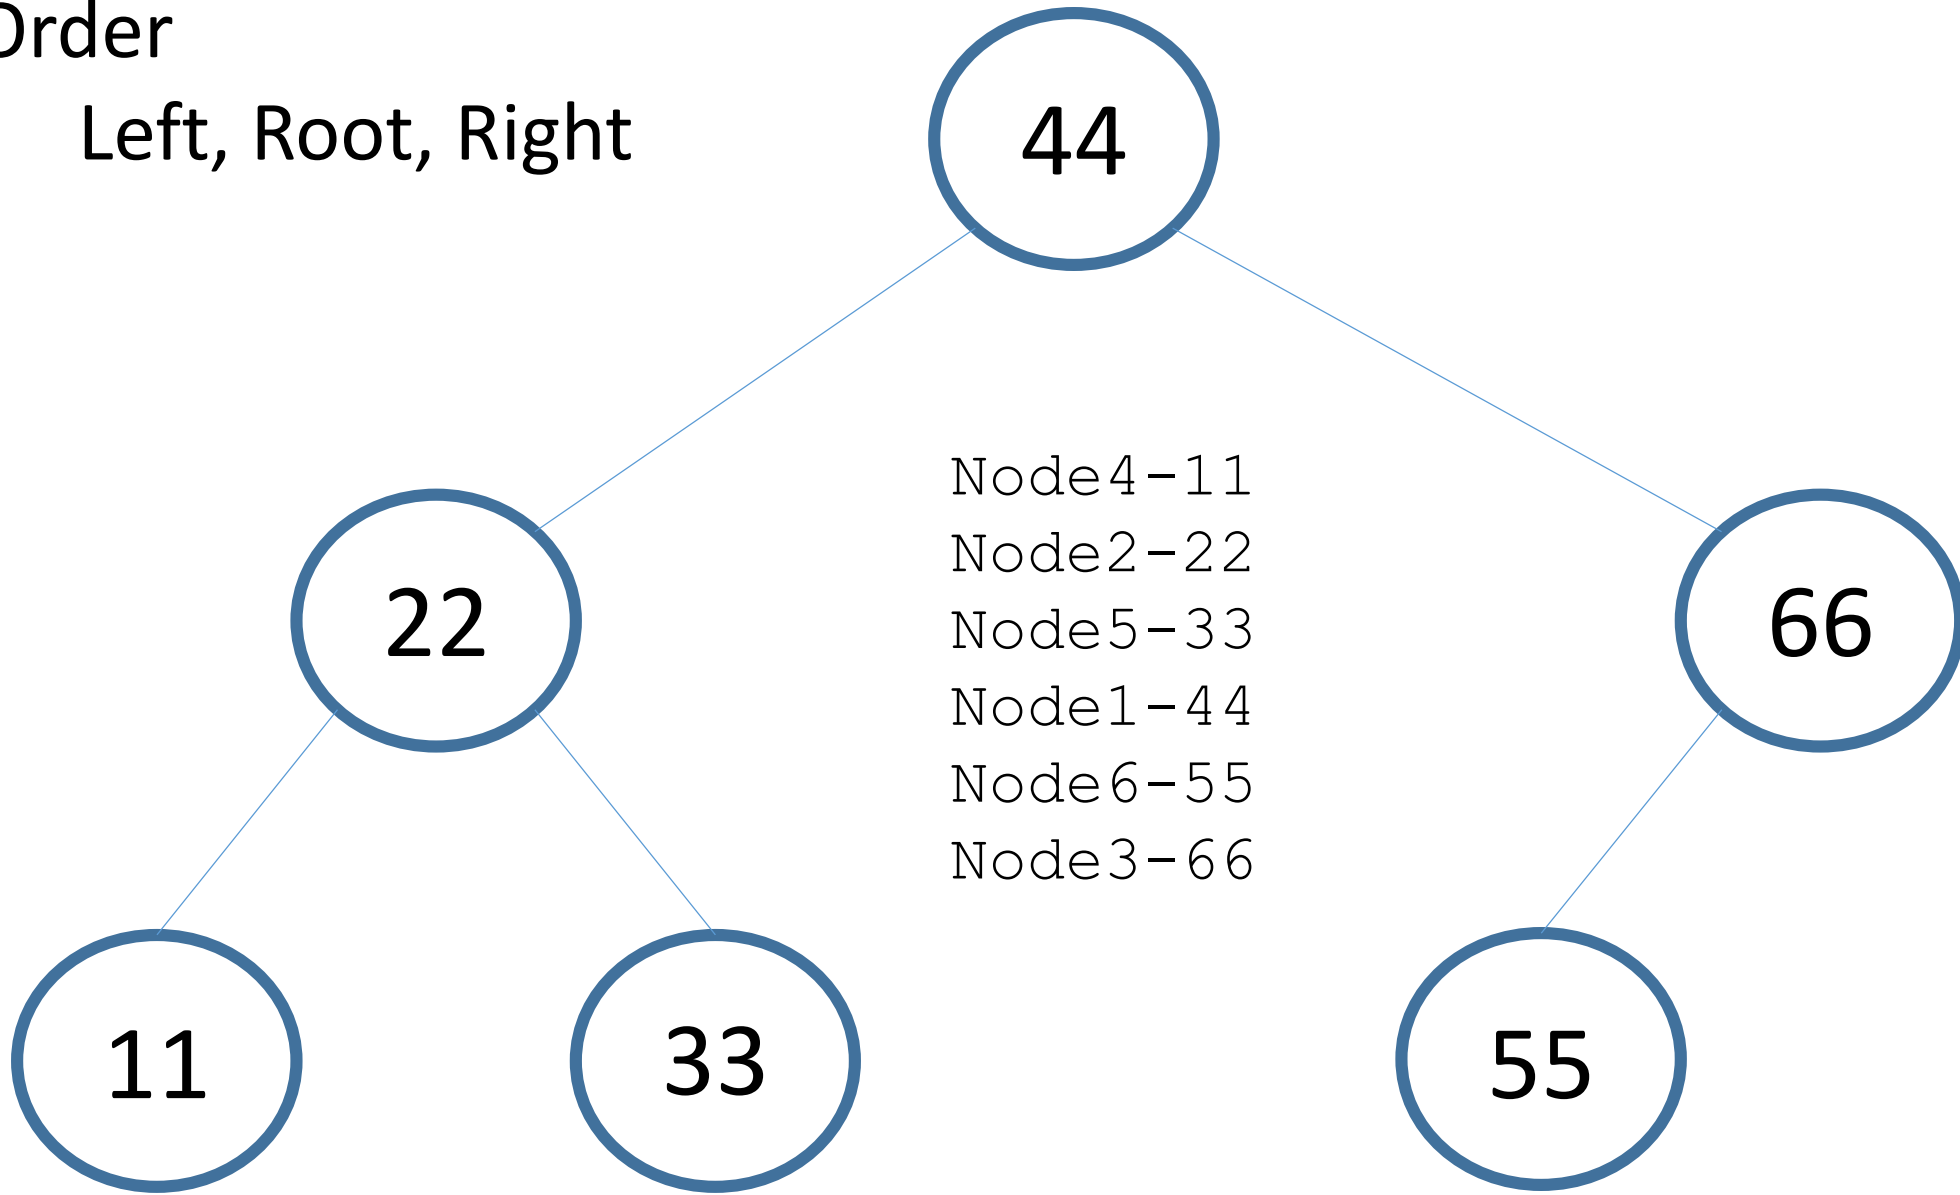 Order
Left, Root, Right
44
Node4-11
Node2-22
Node5-33
Node1-44
Node6-55
Node3-66
22
66
11
33
55